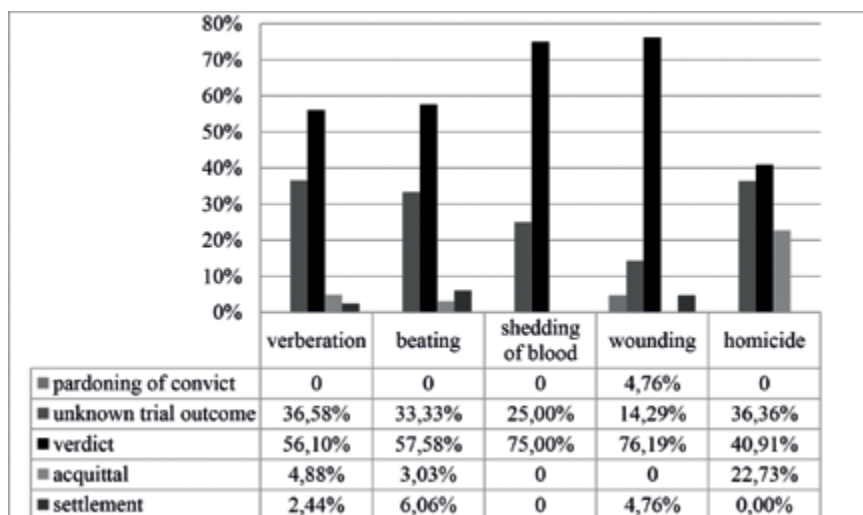 80%
70%
60%
50%
40%
30%
20%
10%
0%
verberation beating shedding of blood wounding homicide
pardoning of convict 0 0 0 4,76% 0
unknown trial outcome 36,58% 33,33% 25,00% 14,29% 36,36%
verdict 56,10% 57,58% 75,00% 76,19% 40,91%
acquittal 4,88% 3,03% 0 0 22,73%
settlement 2,44% 6,06% 0 4,76% 0,00%